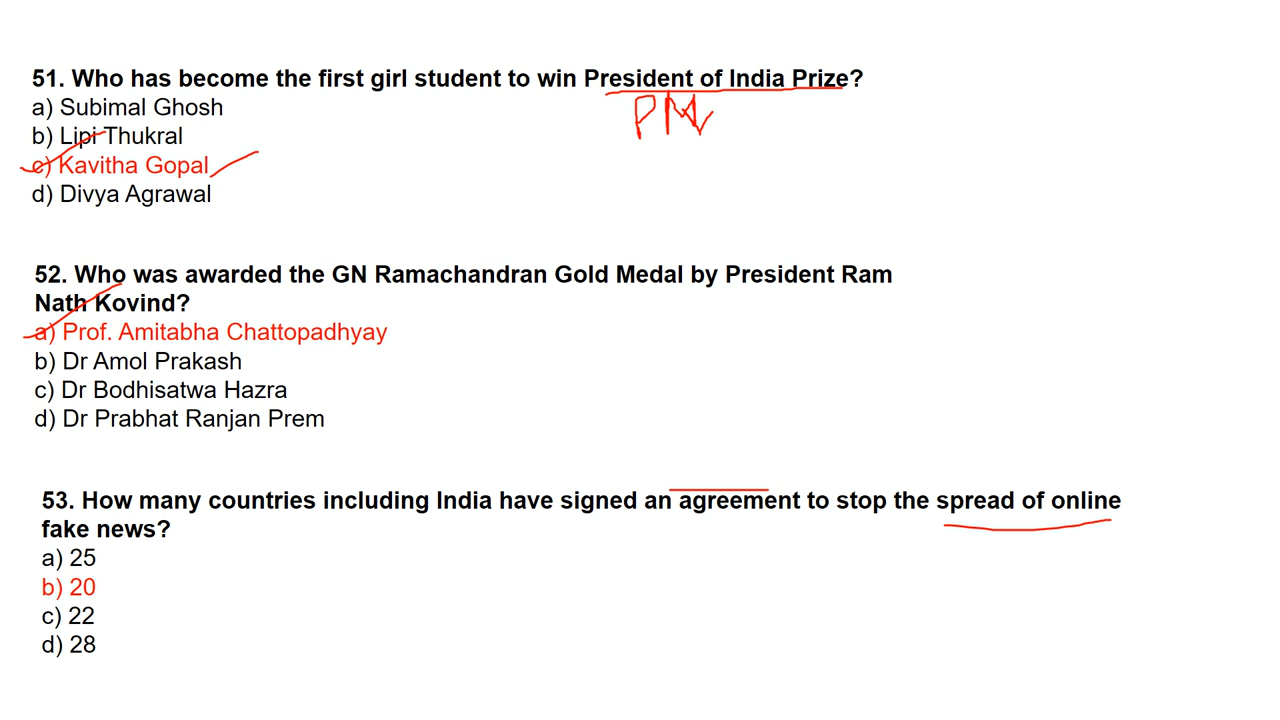 51. Who has become the first girl student to win President of India Prize?
PM
a) Subimal Ghosh
b) Lipi Thukral
c) Kavitha Gopal
d) Divya Agrawal
52. Who was awarded the GN Ramachandran Gold Medal by President Ram
Nath Kovind?
a) Prof. Amitabha Chattopadhyay
b) Dr Amol Prakash
c) Dr Bodhisatwa Hazra
d) Dr Prabhat Ranjan Prem
53. How many countries including India have signed an agreement to stop the spread of online
fake news?
a) 25
b) 20
c) 22
d) 28